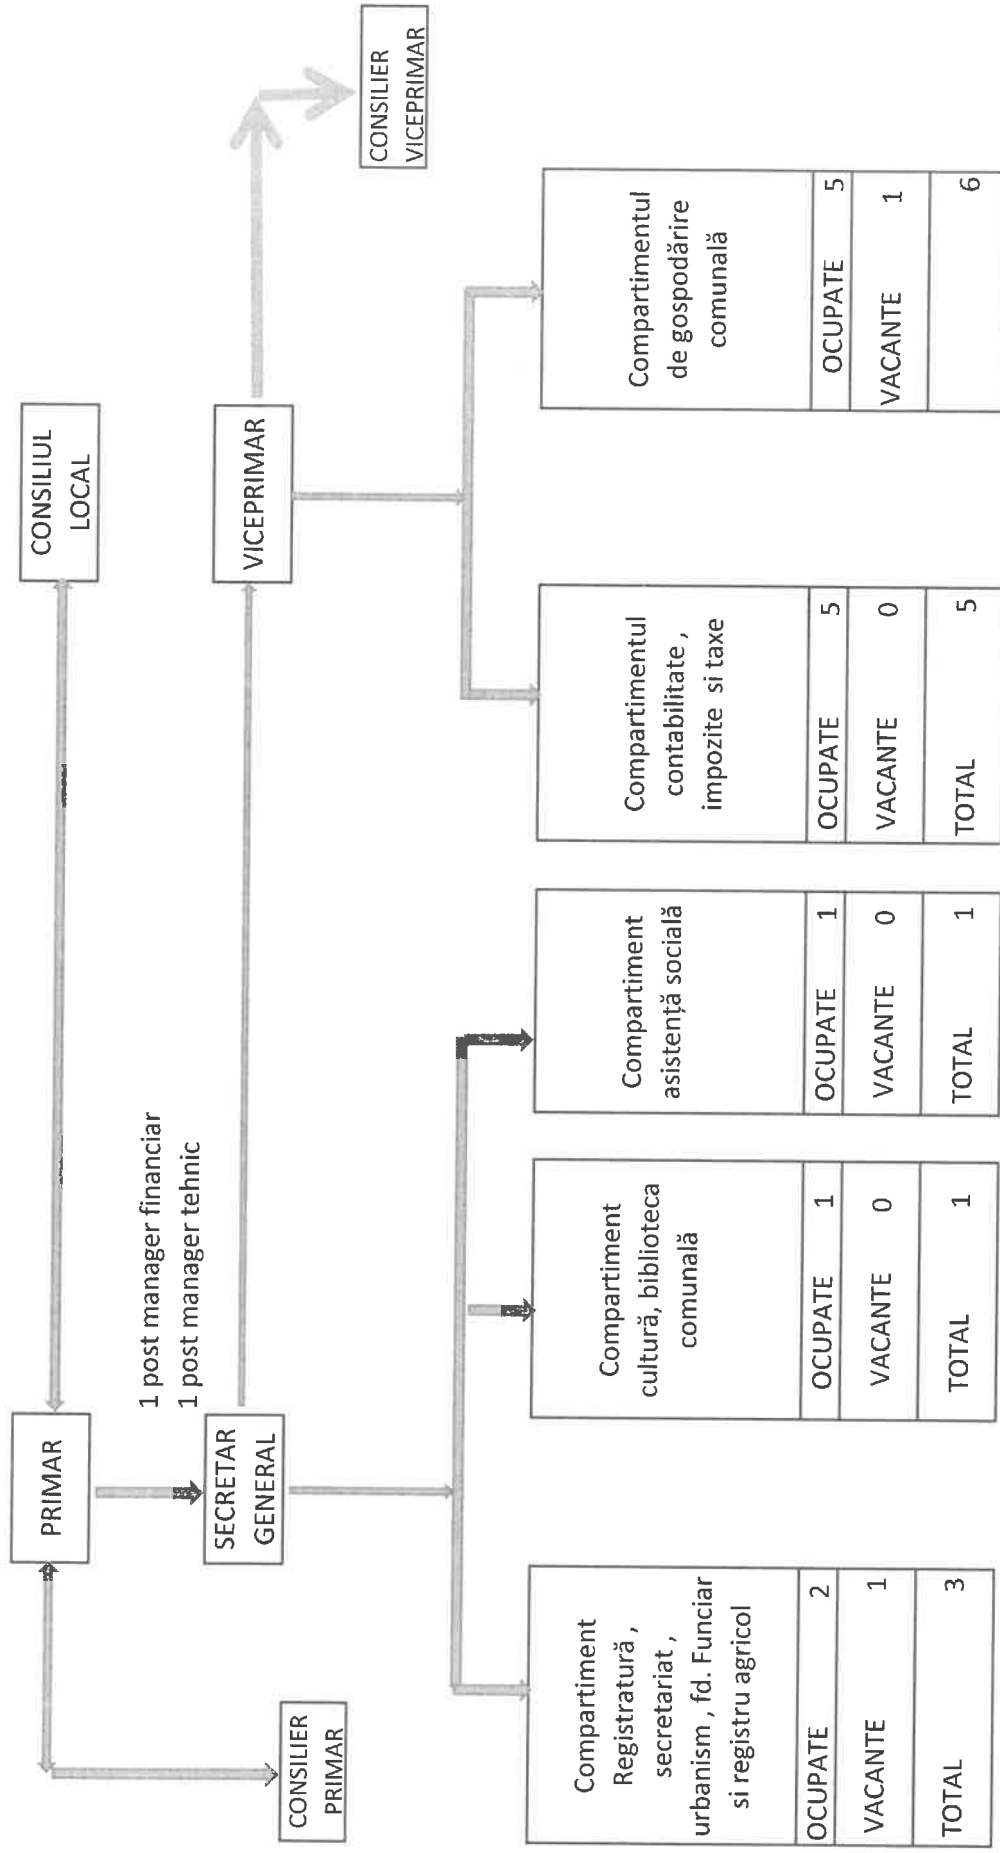 CONSILIUL
LOCAL
PRIMAR
1 post manager financiar
1 post manager tehnic
SECRETAR
GENERAL
VICEPRIMAR
CONSILIER
PRIMAR
CONSILIER
VICEPRIMAR
Compartiment
Registratură ,
secretariat ,
urbanism , fd. Funciar
si registru agricol
OCUPATE 2
VACANTE 1
TOTAL 3
Compartiment
cultură, biblioteca
comunală
OCUPATE 1
VACANTE 0
TOTAL 1
Compartiment
asistență socială
OCUPATE 1
VACANTE 0
TOTAL 1
Compartimentul
contabilitate ,
impozite si taxe
OCUPATE 5
VACANTE 0
TOTAL 5
Compartimentul
de gospodărire
comunală
OCUPATE 5
VACANTE 1
6